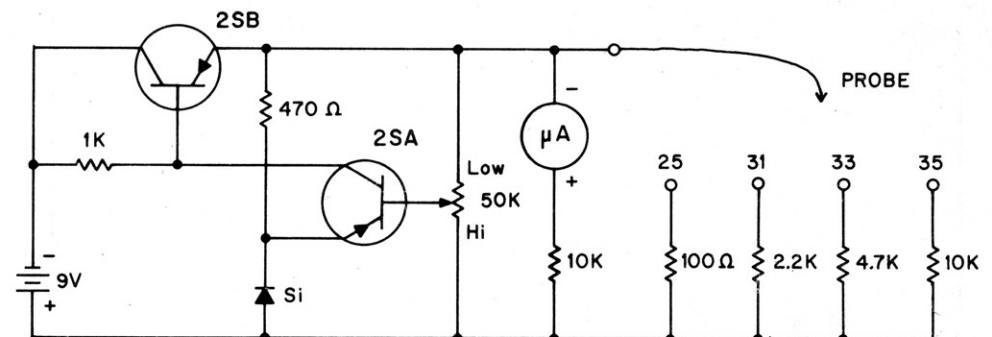 2SB
PROBE
470 Ω
1K
2SA
μA
−
+
Low
50K
Hi
25
31
33
35
10K
100Ω
2.2K
4.7K
10K
−
9V
+
Si